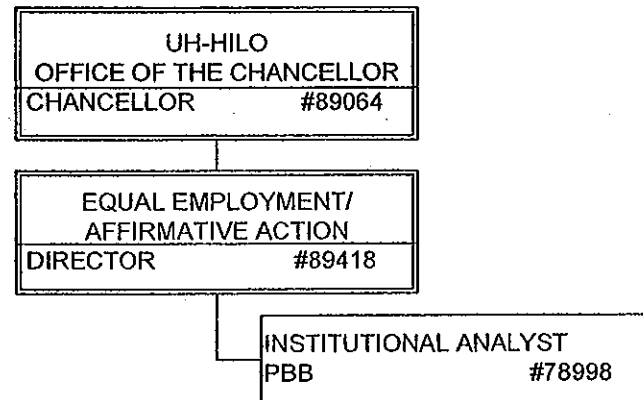 UH-HILO
OFFICE OF THE CHANCELLOR
CHANCELLOR #89064
EQUAL EMPLOYMENT/
AFFIRMATIVE ACTION
DIRECTOR #89418
INSTITUTIONAL ANALYST
PBB #78998